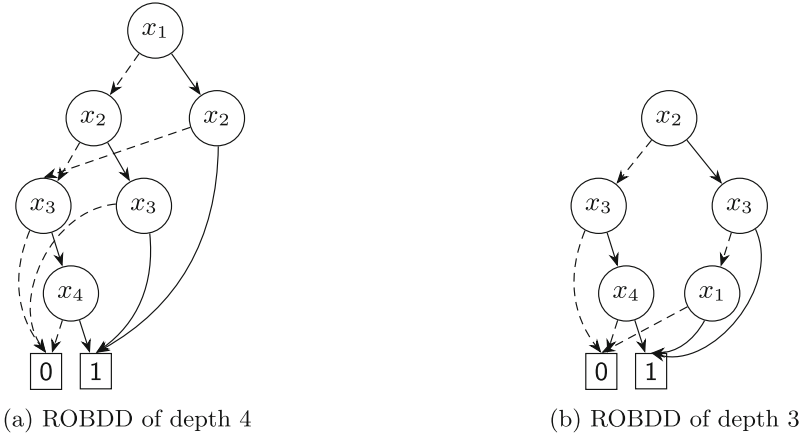 x₁
x₂ x₂ x₂
x₃ x₃ x₃ x₃
x₄ x₄ x₁
0 1 0 1
(a) ROBDD of depth 4 (b) ROBDD of depth 3